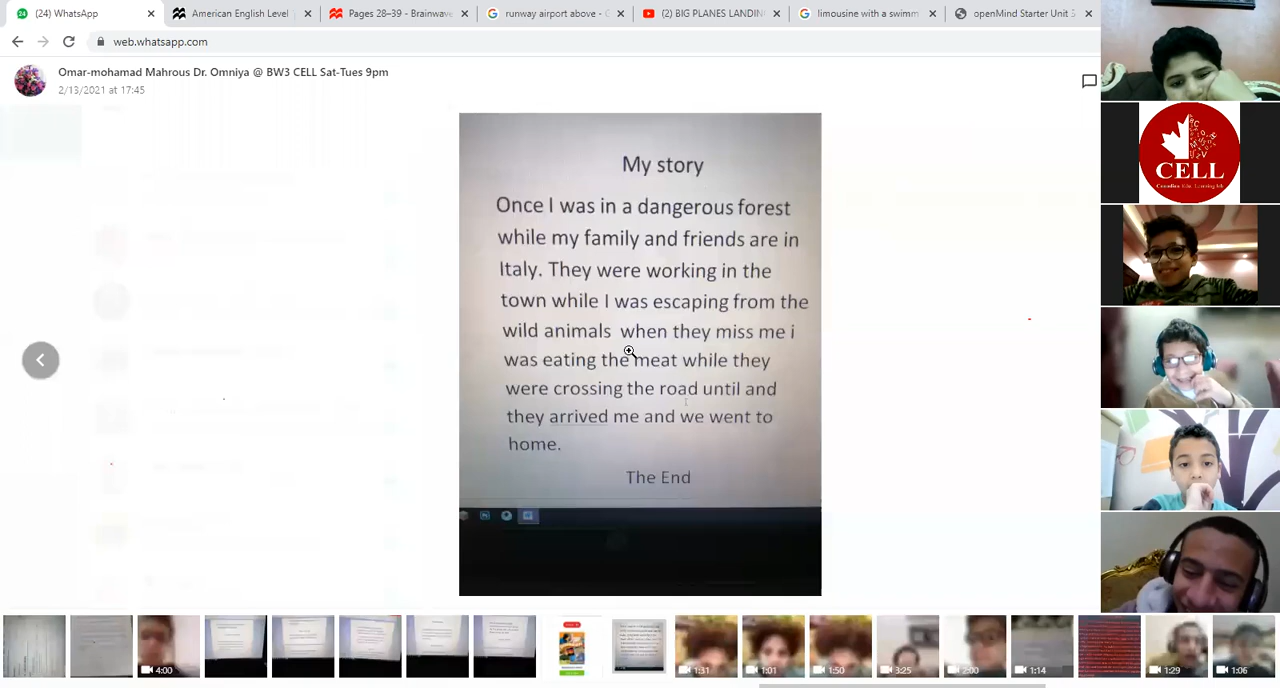 (24) WhatsApp
American English Level
Pages 28–39 - Brainwave
runway airport above - G
(2) BIG PLANES LANDIN
limousine with a swimm
openMind Starter Unit
web.whatsapp.com
Omar-mohamad Mahrous Dr. Omniya @ BW3 CELL Sat-Tues 9pm
2/13/2021 at 17:45
My story
Once I was in a dangerous forest
while my family and friends are in
Italy. They were working in the
town while I was escaping from the
wild animals when they miss me i
was eating the meat while they
were crossing the road until and
they arrived me and we went to
home.
The End
CELL
4:00
1:31
1:01
1:50
3:25
2:00
1:14
1:29
1:06